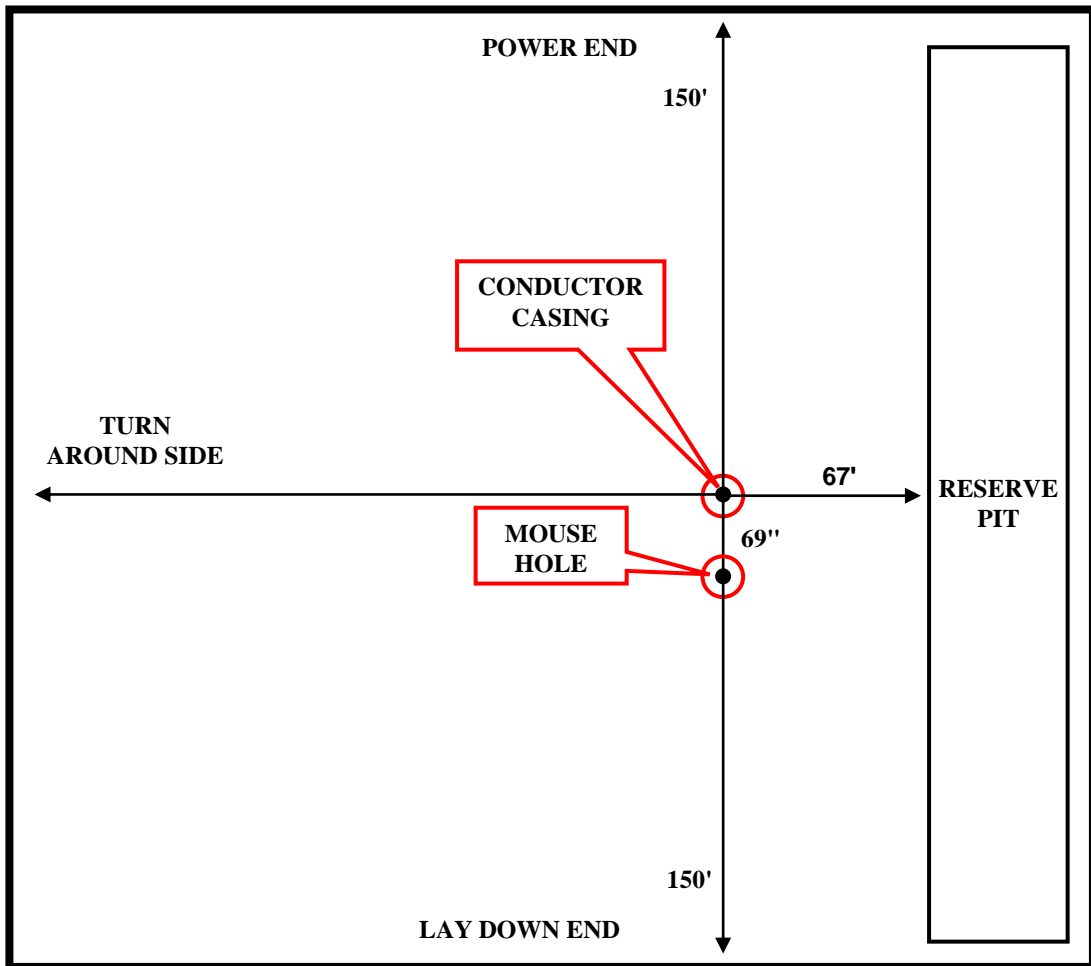 POWER END
150'
CONDUCTOR
CASING
TURN
AROUND SIDE
67'
RESERVE
PIT
MOUSE
HOLE
69"
150'
LAY DOWN END